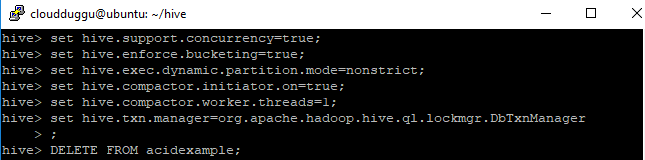 cloudduggu@ubuntu: ~/hive
hive> set hive.support.concurrency=true;
hive> set hive.enforce.bucketing=true;
hive> set hive.exec.dynamic.partition.mode=nonstrict;
hive> set hive.compactor.initiator.on=true;
hive> set hive.compactor.worker.threads=1;
hive> set hive.txn.manager=org.apache.hadoop.hive.ql.lockmgr.DbTxnManager
    > ;
hive> DELETE FROM acidexample;